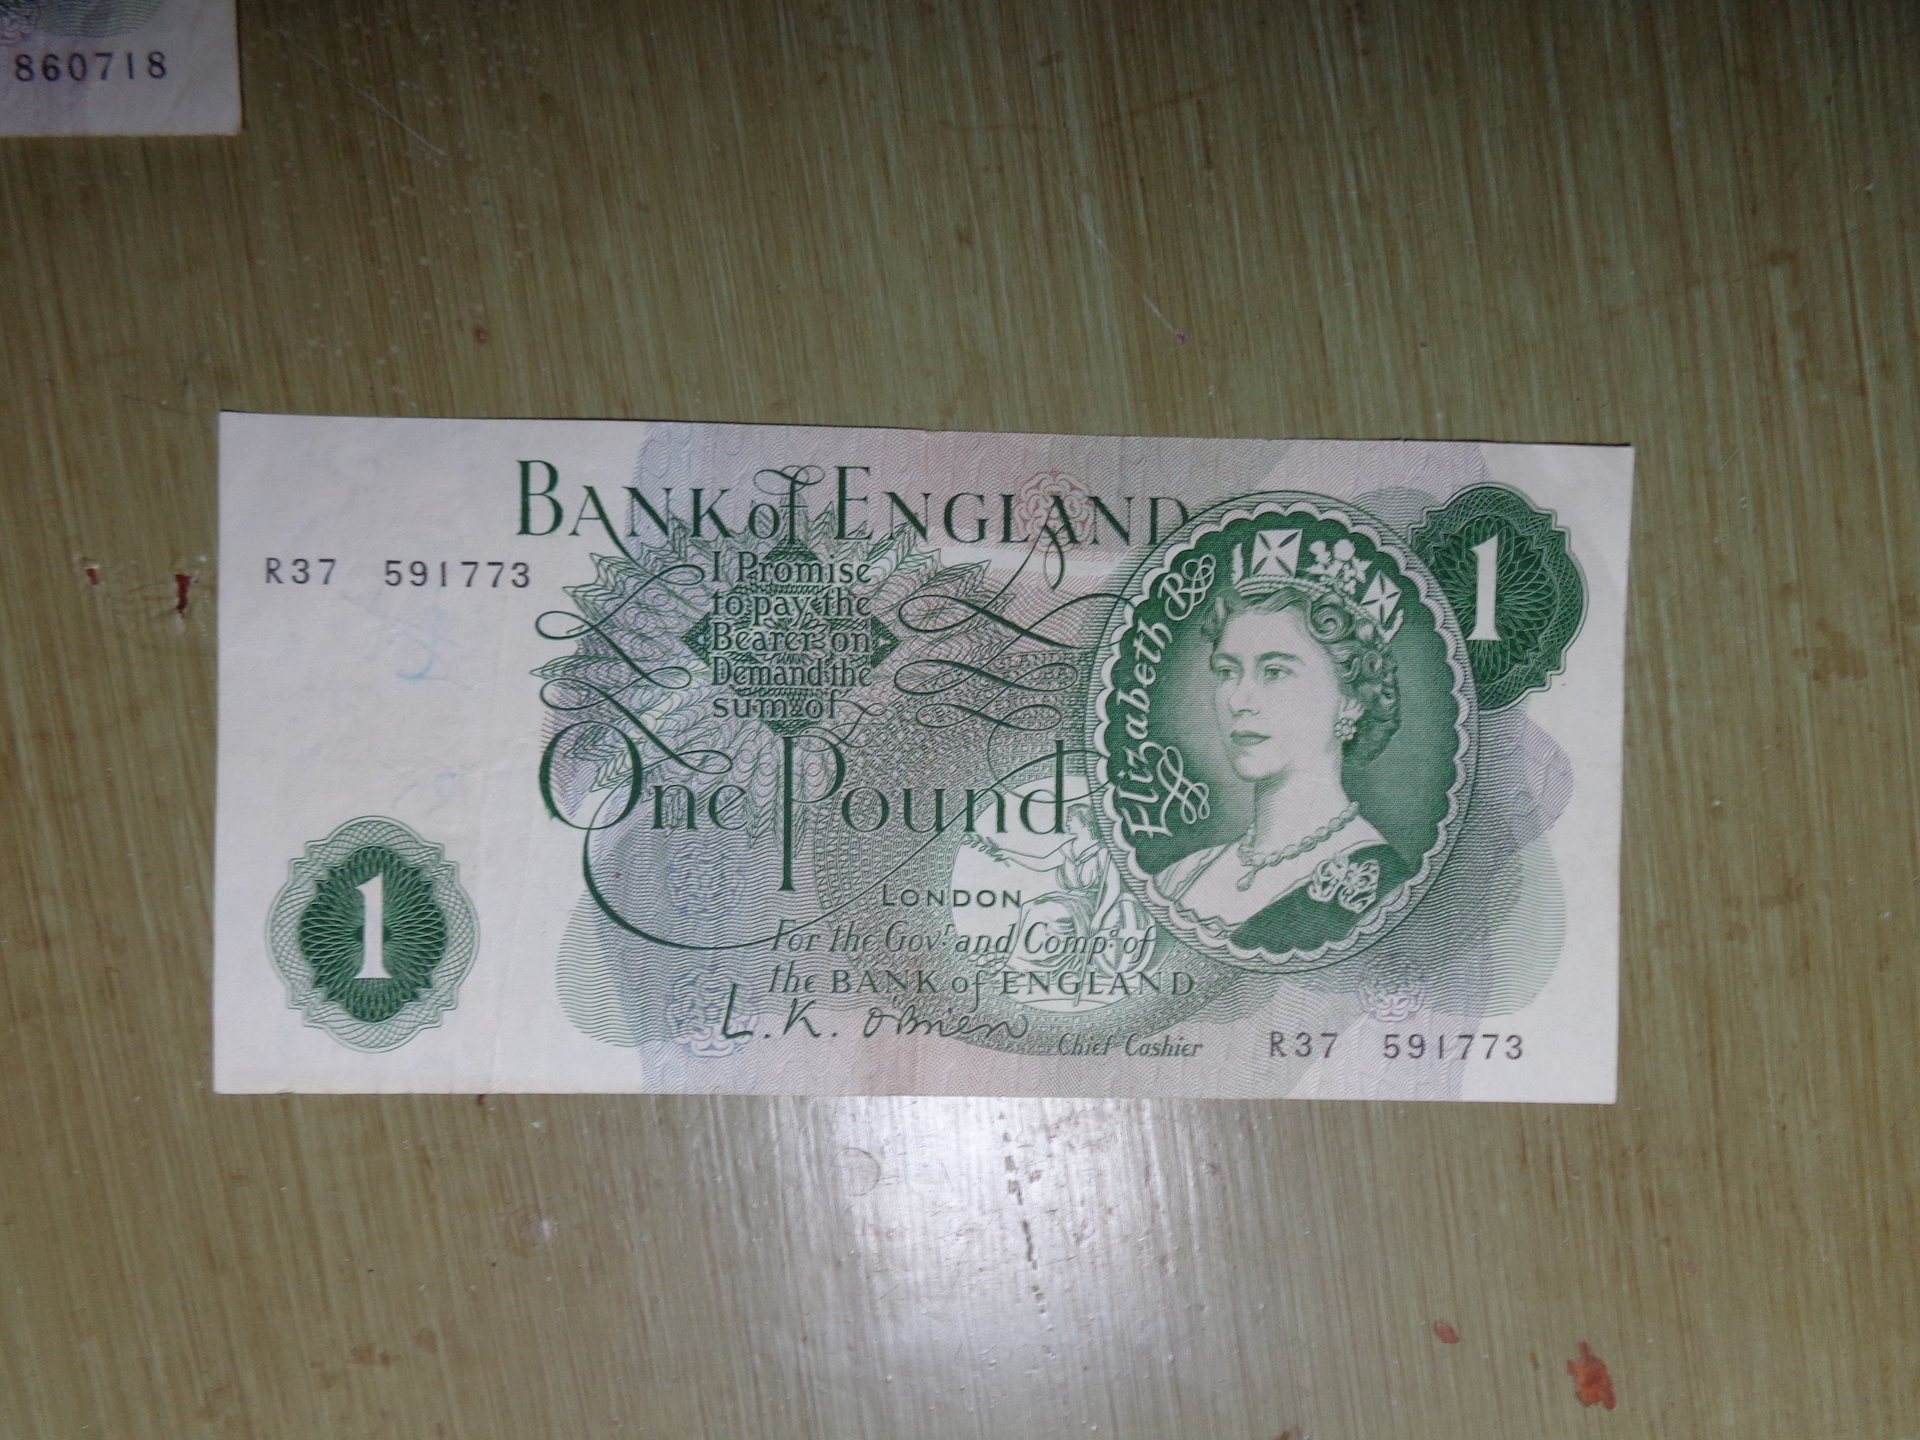 860718
BANK of ENGLAND
R37 591773
I Promise
to pay the
Bearer on
Demand the
sum of
One Pound
Elizabeth R
1
1
LONDON
For the Govr. and Compa. of
the BANK of ENGLAND
L.K. O'Brien
Chief Cashier
R37 591773